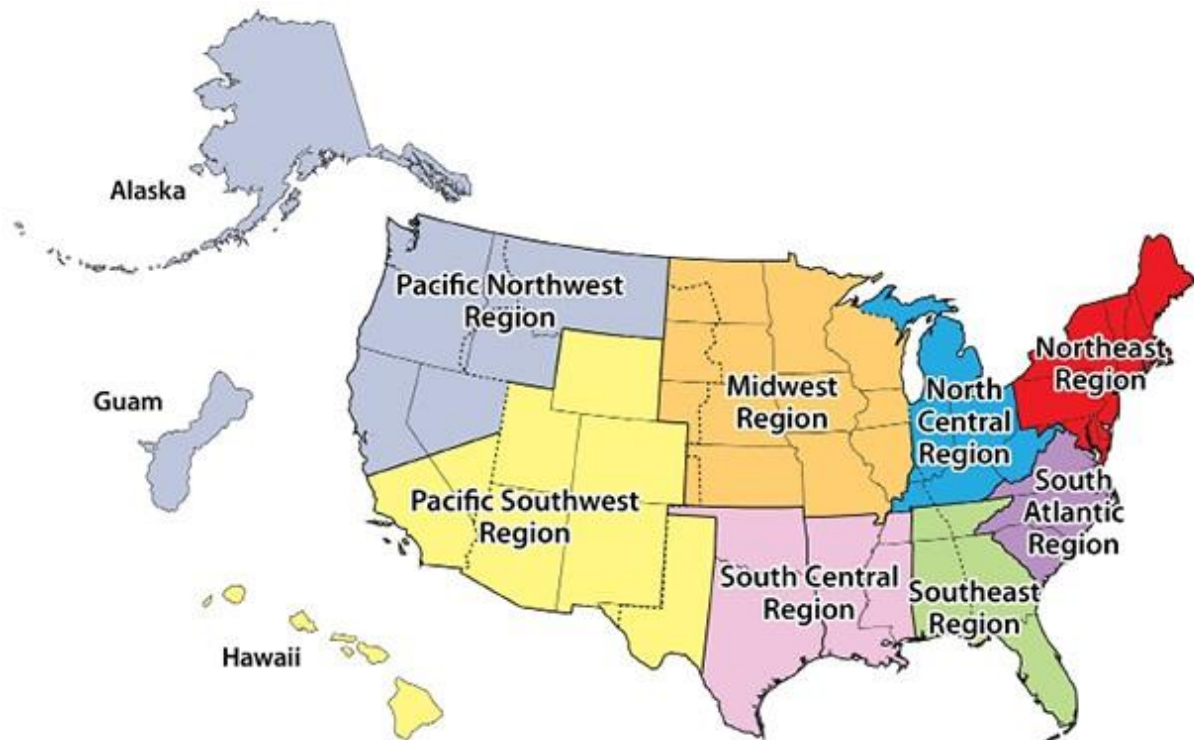 Alaska
Pacific Northwest
Region
Guam
Midwest
Region
North
Central
Region
Northeast
Region
Pacific Southwest
Region
South
Atlantic
Region
South Central
Region
Southeast
Region
Hawaii